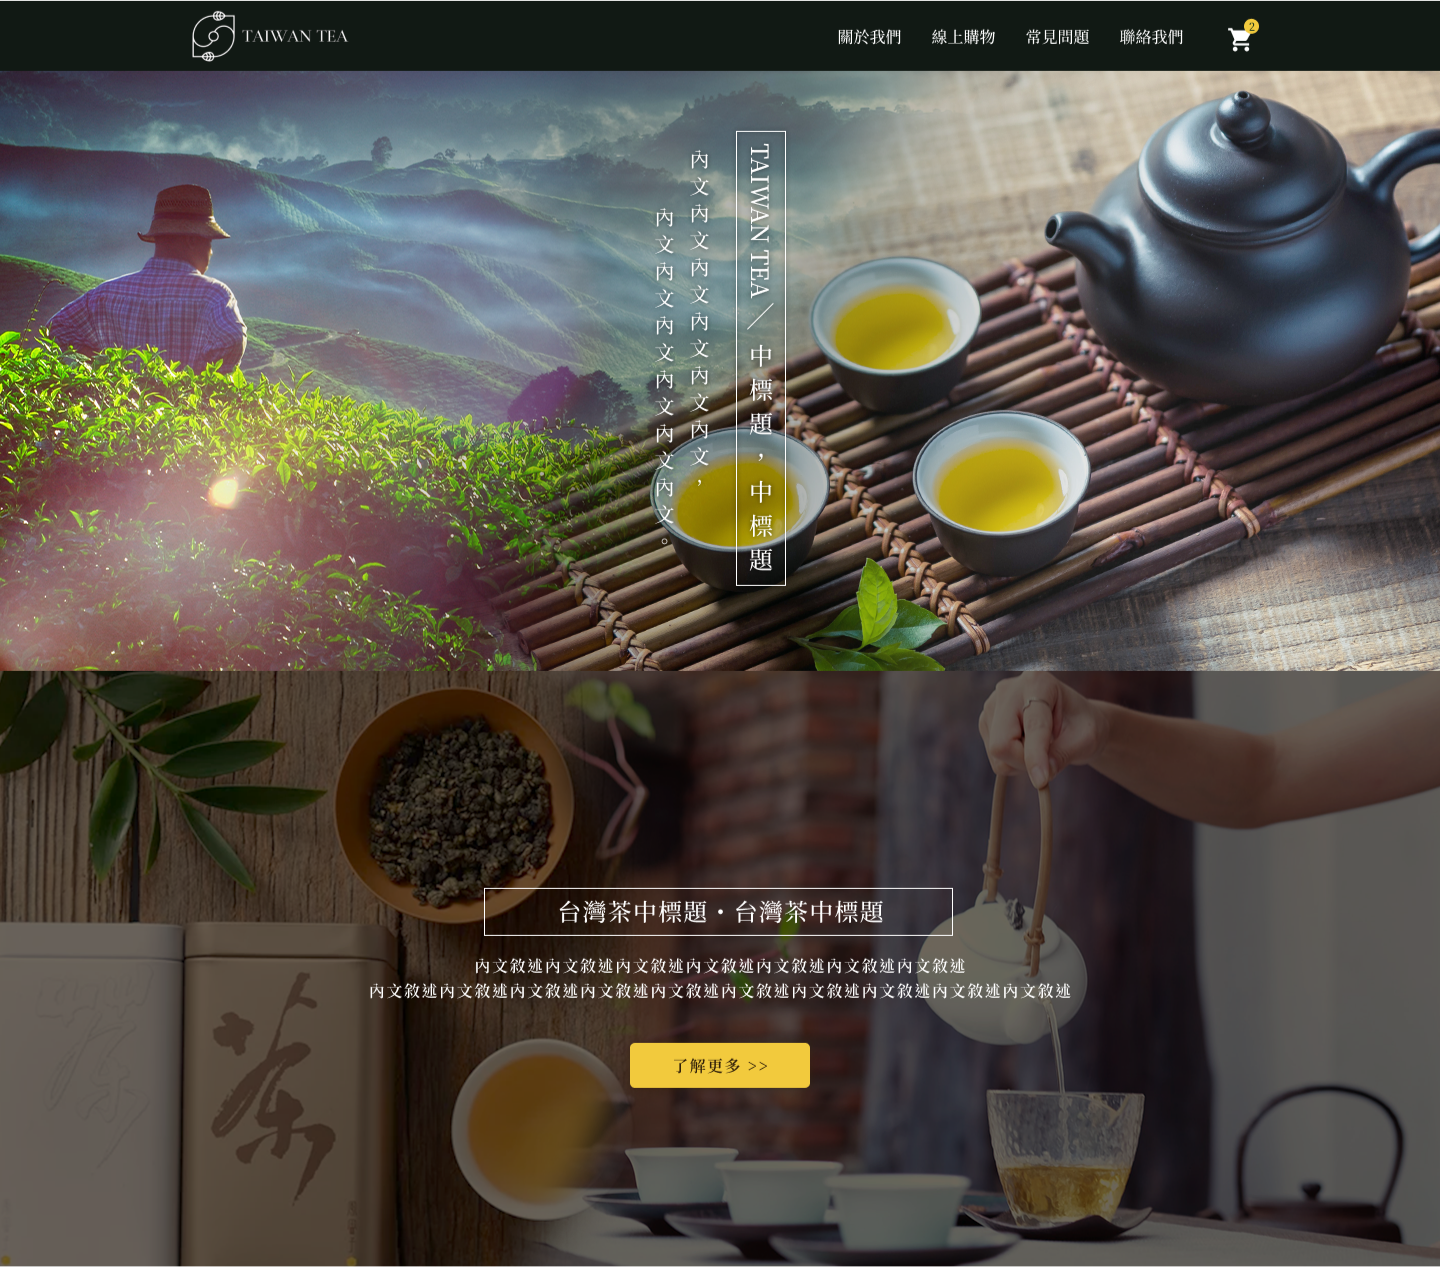 TAIWAN TEA
關於我們
線上購物
常見問題
聯絡我們
2
TAIWAN TEA／中標題，中標題
內文內文內文內文內文內文，
內文內文內文內文內文內文。
台灣茶中標題・台灣茶中標題
內文敘述內文敘述內文敘述內文敘述內文敘述內文敘述內文敘述
內文敘述內文敘述內文敘述內文敘述內文敘述內文敘述內文敘述內文敘述內文敘述內文敘述
了解更多 >>
茶